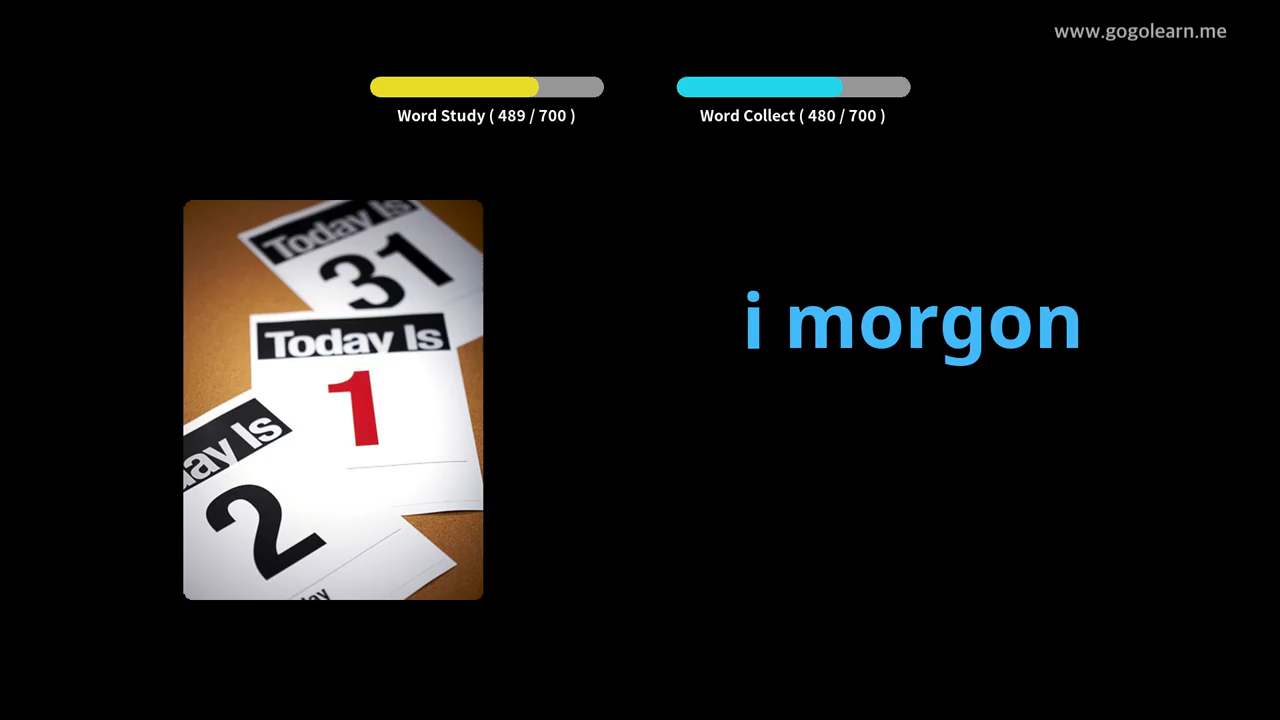 www.gogolearn.me
Word Study ( 489 / 700 )
Word Collect ( 480 / 700 )
Today Is
31
Today Is
1
i morgon
ay Is
2
ay